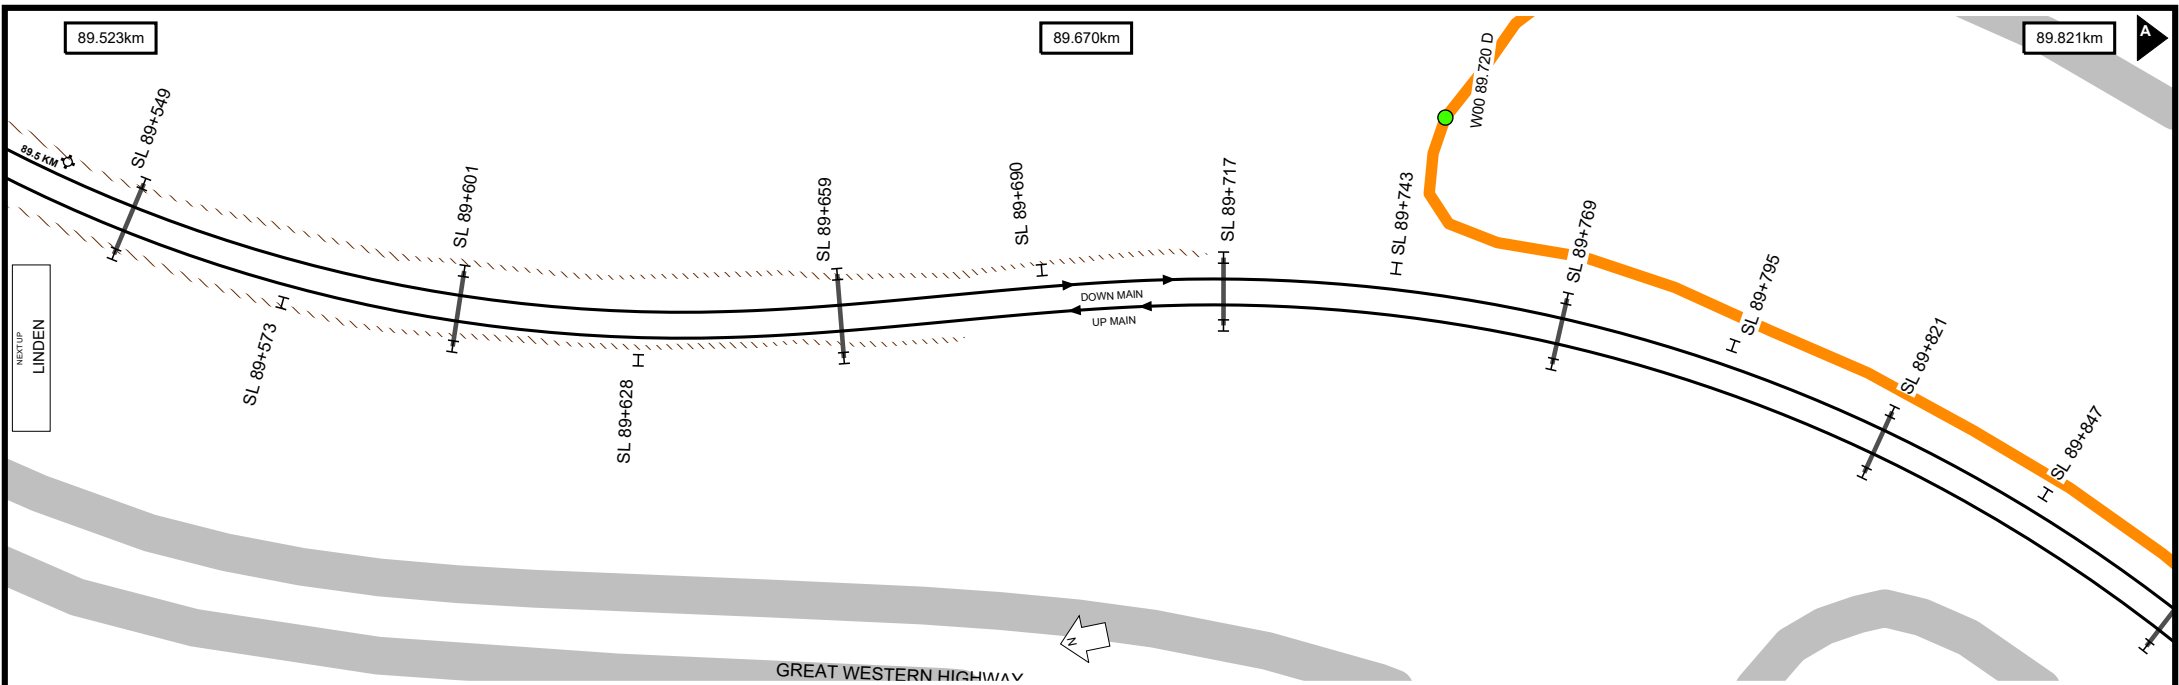 89.523km
89.670km
89.821km
A
W00 89.720 D
SL 89+549
89.5 KM
SL 89+601
SL 89+659
SL 89+690
SL 89+717
SL 89+743
SL 89+769
SL 89+795
SL 89+821
SL 89+847
DOWN MAIN
UP MAIN
NEXT UP
LINDEN
SL 89+573
SL 89+628
N
GREAT WESTERN HIGHWAY